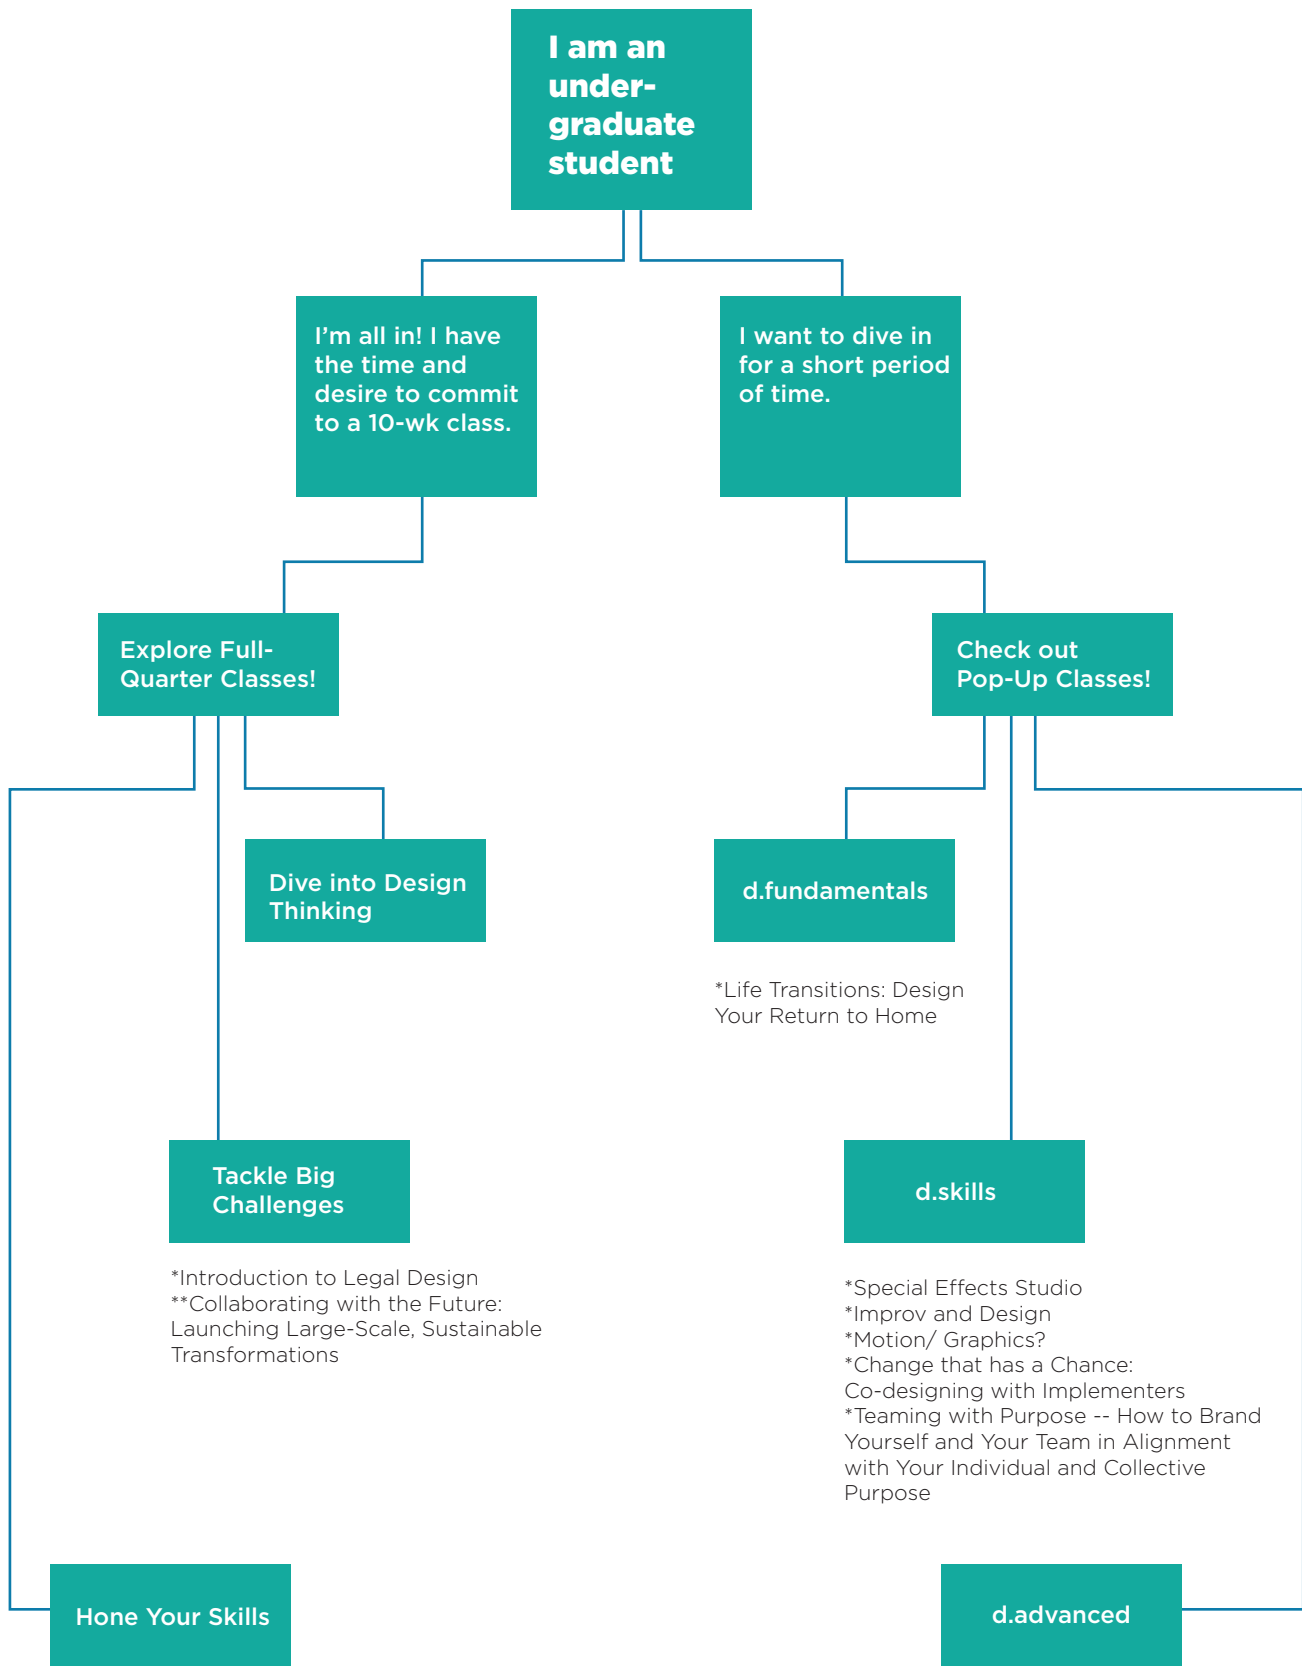 I am an
under-
graduate
student
I'm all in! I have
the time and
desire to commit
to a 10-wk class.
I want to dive in
for a short period
of time.
Explore Full-
Quarter Classes!
Check out
Pop-Up Classes!
Dive into Design
Thinking
d.fundamentals
*Life Transitions: Design
Your Return to Home
Tackle Big
Challenges
*Introduction to Legal Design
**Collaborating with the Future:
Launching Large-Scale, Sustainable
Transformations
d.skills
*Special Effects Studio
*Improv and Design
*Motion/ Graphics?
*Change that has a Chance:
Co-designing with Implementers
*Teaming with Purpose -- How to Brand
Yourself and Your Team in Alignment
with Your Individual and Collective
Purpose
Hone Your Skills
d.advanced